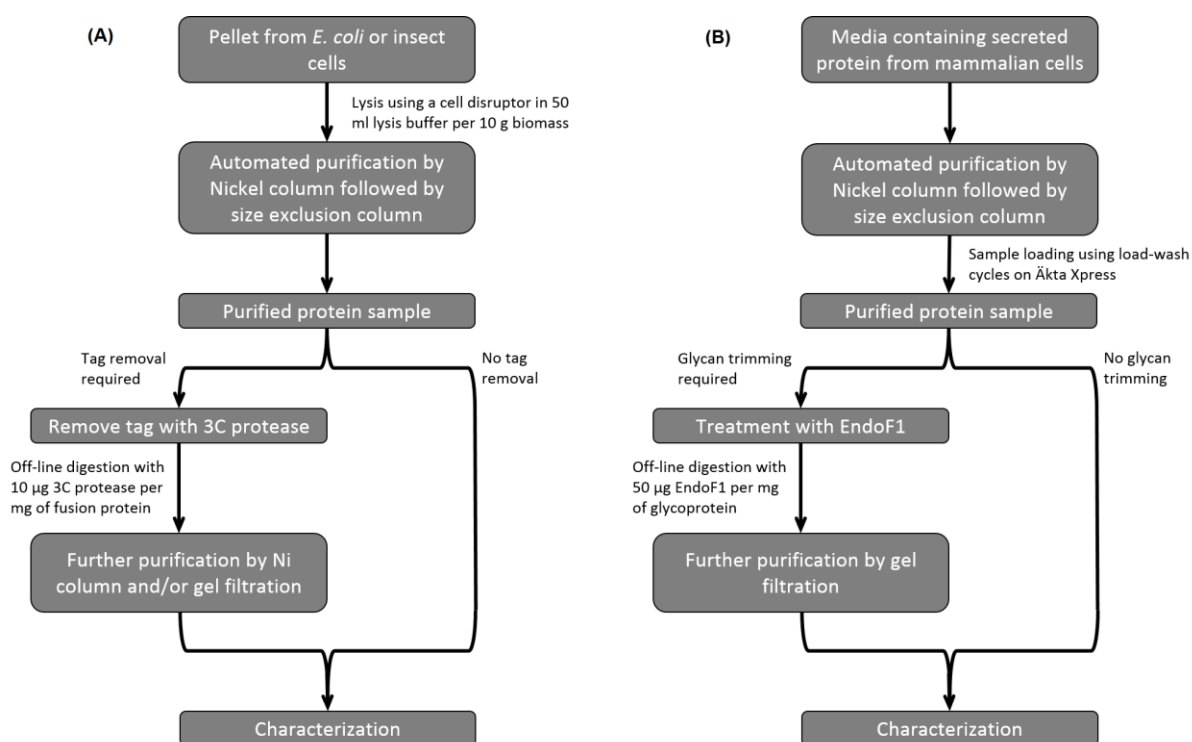 (A)
Pellet from E. coli or insect
cells
Lysis using a cell disruptor in 50
ml lysis buffer per 10 g biomass
Automated purification by
Nickel column followed by
size exclusion column
Purified protein sample
Tag removal
required
No tag
removal
Remove tag with 3C protease
Off-line digestion with
10 µg 3C protease per
mg of fusion protein
Further purification by Ni
column and/or gel filtration
Characterization
(B)
Media containing secreted
protein from mammalian cells
Automated purification by
Nickel column followed by
size exclusion column
Sample loading using load-wash
cycles on Äkta Xpress
Purified protein sample
Glycan trimming
required
No glycan
trimming
Treatment with EndoF1
Off-line digestion with
50 µg EndoF1 per mg
of glycoprotein
Further purification by gel
filtration
Characterization